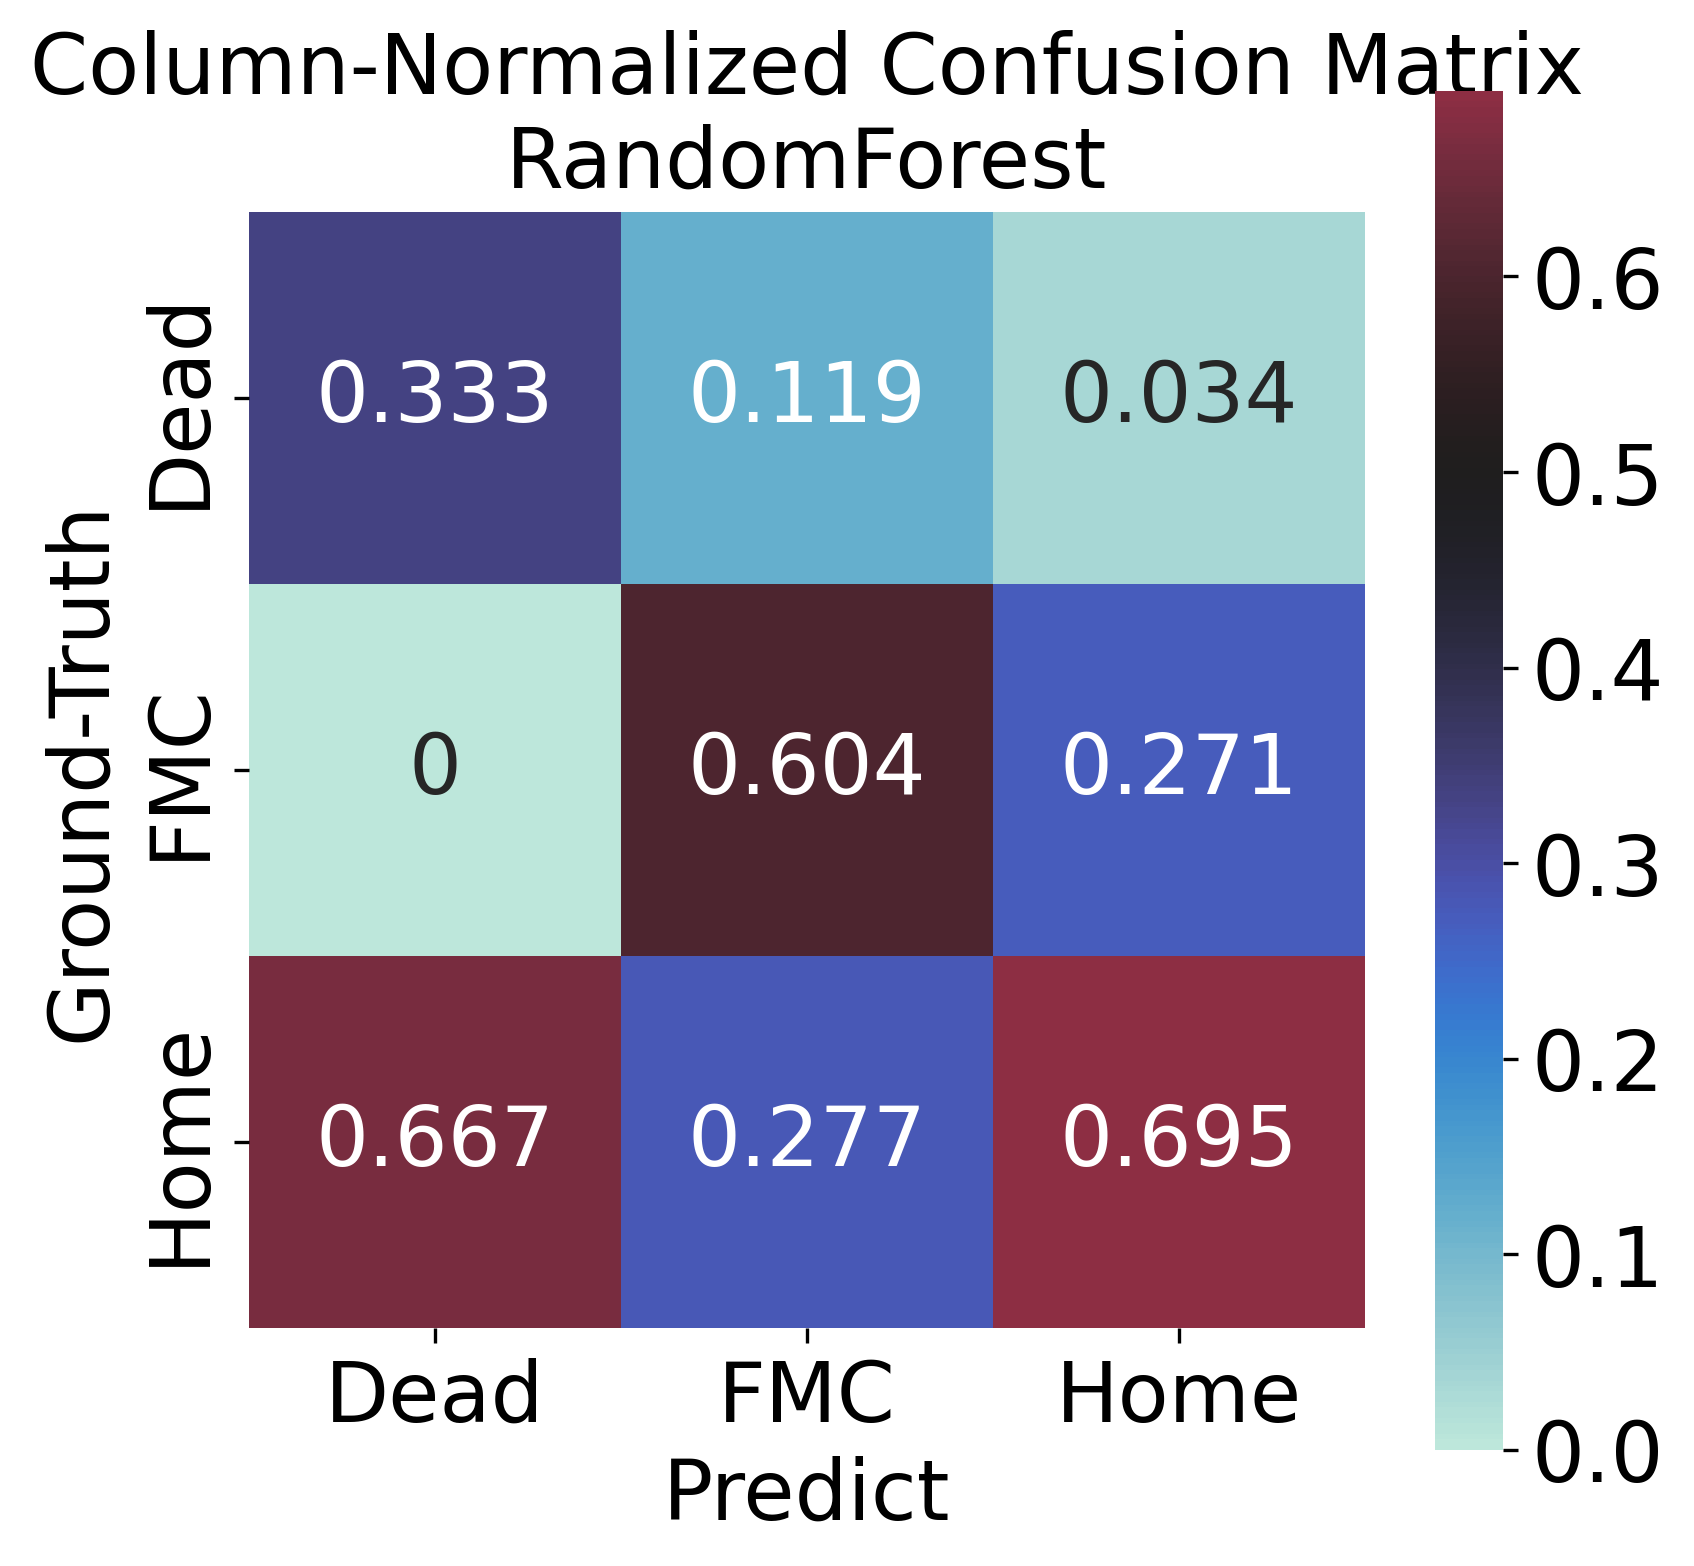 Column-Normalized Confusion Matrix
RandomForest
Ground-Truth
Dead
0.333 0.119 0.034
FMC
0 0.604 0.271
Home
0.667 0.277 0.695
Dead FMC Home
Predict
0.6
0.5
0.4
0.3
0.2
0.1
0.0